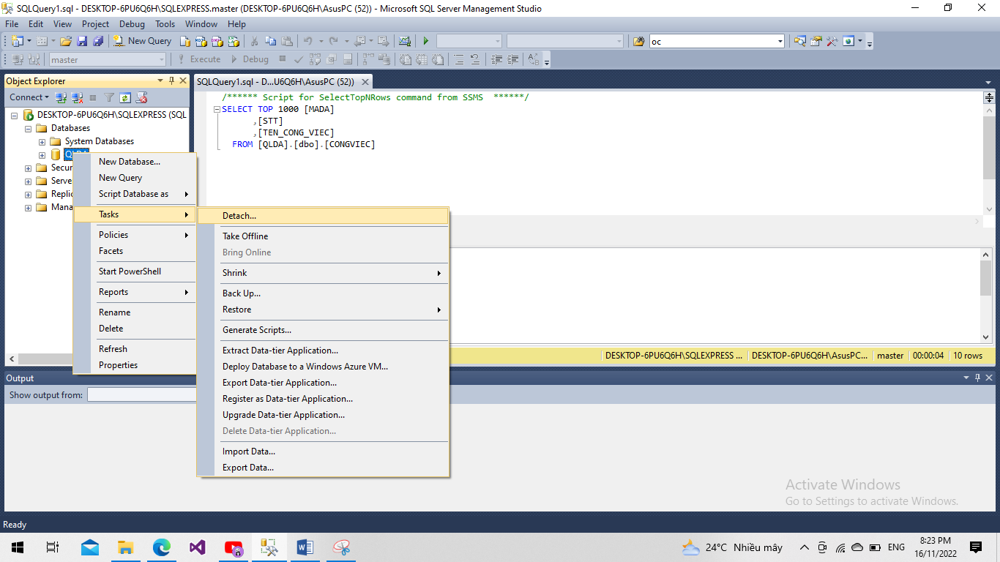 SQLQuery1.sql - DESKTOP-6PU6Q6H\SQLEXPRESS.master (DESKTOP-6PU6Q6H\AsusPC (52)) - Microsoft SQL Server Management Studio
File Edit View Project Debug Tools Window Help
New Query oc
master Execute Debug
Object Explorer
SQLQuery1.sql - D...U6Q6H\AsusPC (52))
Connect
DESKTOP-6PU6Q6H\SQLEXPRESS (SQL
Databases
System Databases
Secur
Serve
Replic
Mana
New Database...
New Query
Script Database as
Tasks
Policies
Facets
Start PowerShell
Reports
Rename
Delete
Refresh
Properties
Detach...
Take Offline
Bring Online
Shrink
Back Up...
Restore
Generate Scripts...
Extract Data-tier Application...
Deploy Database to a Windows Azure VM...
Export Data-tier Application...
Register as Data-tier Application...
Upgrade Data-tier Application...
Delete Data-tier Application...
Import Data...
Export Data...
/****** Script for SelectTopNRows command from SSMS ******/
SELECT TOP 1000 [MADA]
,[STT]
,[TEN_CONG_VIEC]
FROM [QLDA].[dbo].[CONGVIEC]
DESKTOP-6PU6Q6H\SQLEXPRESS ... DESKTOP-6PU6Q6H\AsusPC... master 00:00:04 10 rows
Output
Show output from:
Activate Windows
Go to Settings to activate Windows.
Ready
24°C Nhiều mây ENG 8:23 PM
16/11/2022